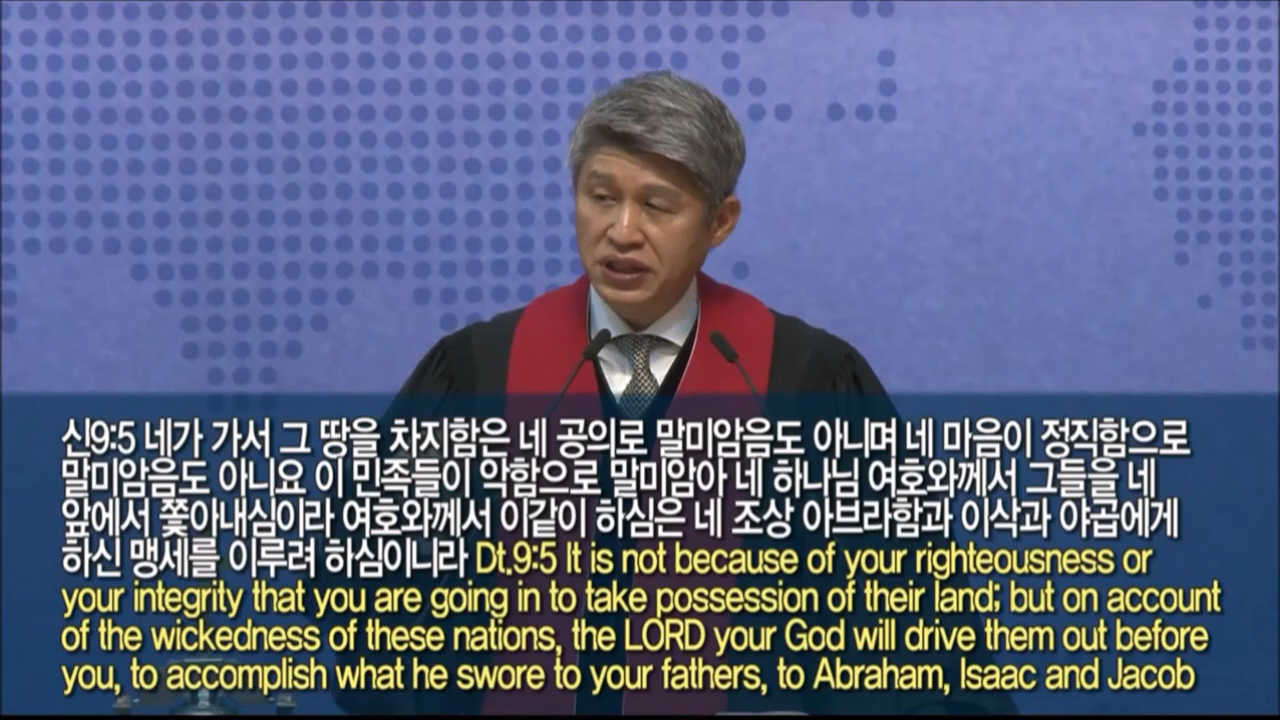 신9:5 네가 가서 그 땅을 차지함은 네 공의로 말미암음도 아니며 네 마음이 정직함으로
말미암음도 아니요 이 민족들이 악함으로 말미암아 네 하나님 여호와께서 그들을 네
앞에서 쫓아내심이라 여호와께서 이같이 하심은 네 조상 아브라함과 이삭과 야곱에게
하신 맹세를 이루려 하심이니라 Dt.9:5 It is not because of your righteousness or
your integrity that you are going in to take possession of their land; but on account
of the wickedness of these nations, the LORD your God will drive them out before
you, to accomplish what he swore to your fathers, to Abraham, Isaac and Jacob